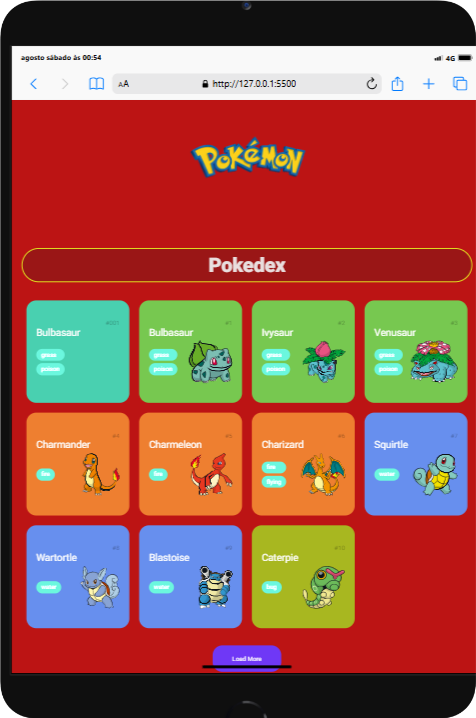 agosto sábado às 00:54
4G
AA
http://127.0.0.1:5500
POKéMON
Pokedex
#001
Bulbasaur
grass
poison
#1
Bulbasaur
grass
poison
#2
Ivysaur
grass
poison
#3
Venusaur
grass
poison
#4
Charmander
fire
#5
Charmeleon
fire
#6
Charizard
fire
flying
#7
Squirtle
water
#8
Wartortle
water
#9
Blastoise
water
#10
Caterpie
bug
Load More